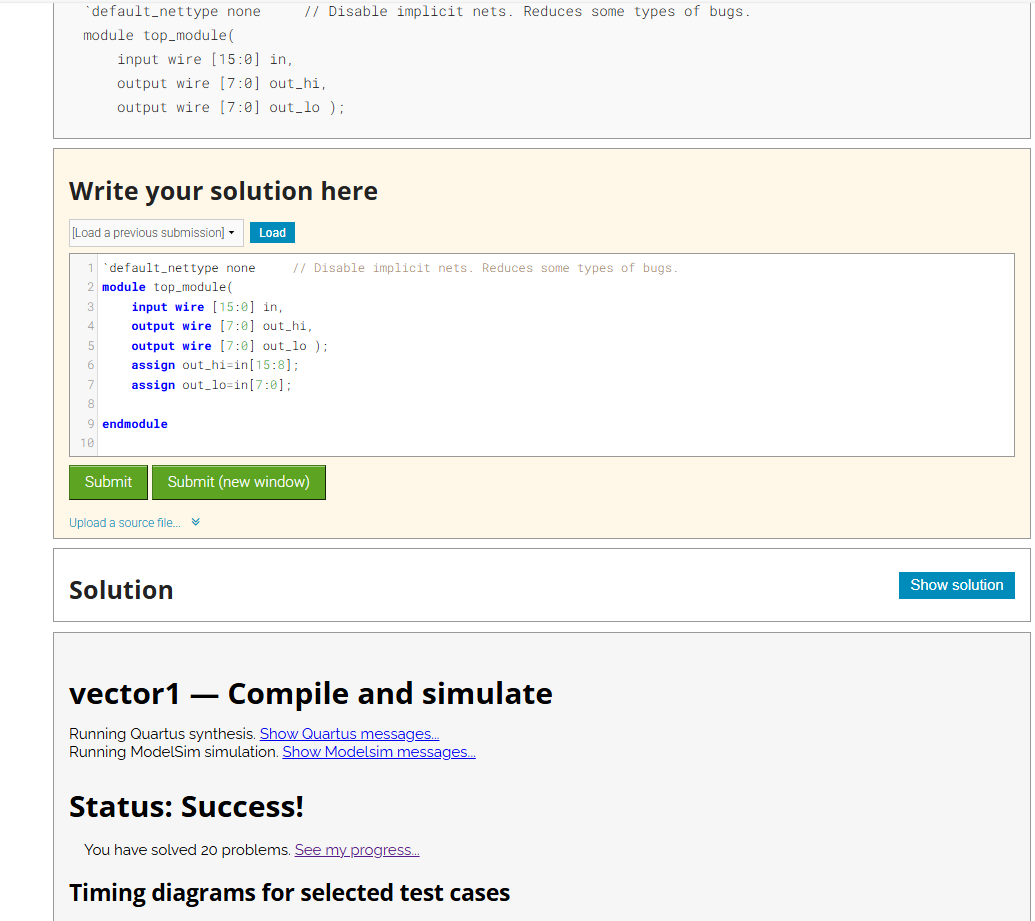 `default_nettype none     // Disable implicit nets. Reduces some types of bugs.
module top_module(
    input wire [15:0] in,
    output wire [7:0] out_hi,
    output wire [7:0] out_lo );
Write your solution here
[Load a previous submission] Load
1 `default_nettype none     // Disable implicit nets. Reduces some types of bugs.
2 module top_module(
3     input wire [15:0] in,
4     output wire [7:0] out_hi,
5     output wire [7:0] out_lo );
6     assign out_hi=in[15:8];
7     assign out_lo=in[7:0];
8
9 endmodule
10
Submit Submit (new window)
Upload a source file...
Solution Show solution
vector1 — Compile and simulate
Running Quartus synthesis. Show Quartus messages...
Running ModelSim simulation. Show Modelsim messages...
Status: Success!
You have solved 20 problems. See my progress...
Timing diagrams for selected test cases